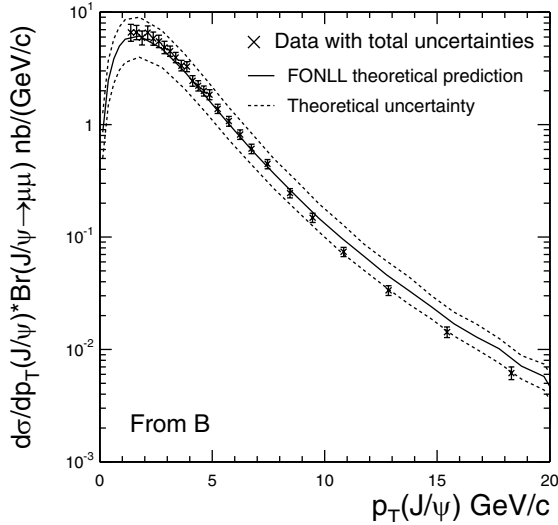 dσ/dp_T(J/ψ)*Br(J/ψ→μμ) nb/(GeV/c)
10
1
10⁻¹
10⁻²
10⁻³
Data with total uncertainties
FONLL theoretical prediction
Theoretical uncertainty
From B
0 5 10 15 20
p_T(J/ψ) GeV/c